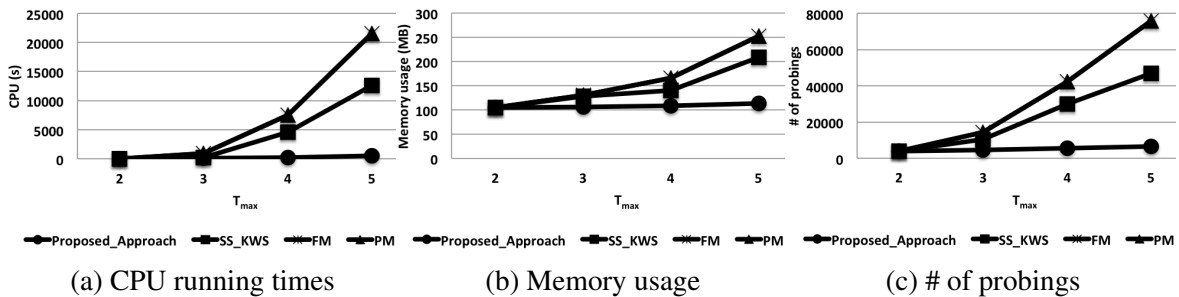 25000
20000
15000
10000
5000
0
CPU (s)
2 3 4 5
Tmax
Proposed_Approach SS_KWS FM PM
(a) CPU running times
300
250
200
150
100
50
0
Memory usage (MB)
2 3 4 5
Tmax
Proposed_Approach SS_KWS FM PM
(b) Memory usage
80000
60000
40000
20000
0
# of probings
2 3 4 5
Tmax
Proposed_Approach SS_KWS FM PM
(c) # of probings